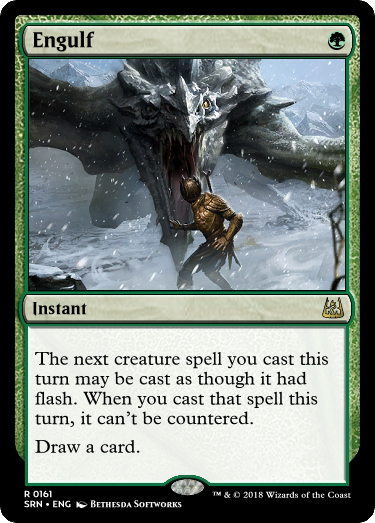 Engulf
Instant
The next creature spell you cast this
turn may be cast as though it had
flash. When you cast that spell this
turn, it can't be countered.
Draw a card.
R 0161
SRN • ENG Bethesda Softworks
™ & © 2018 Wizards of the Coast